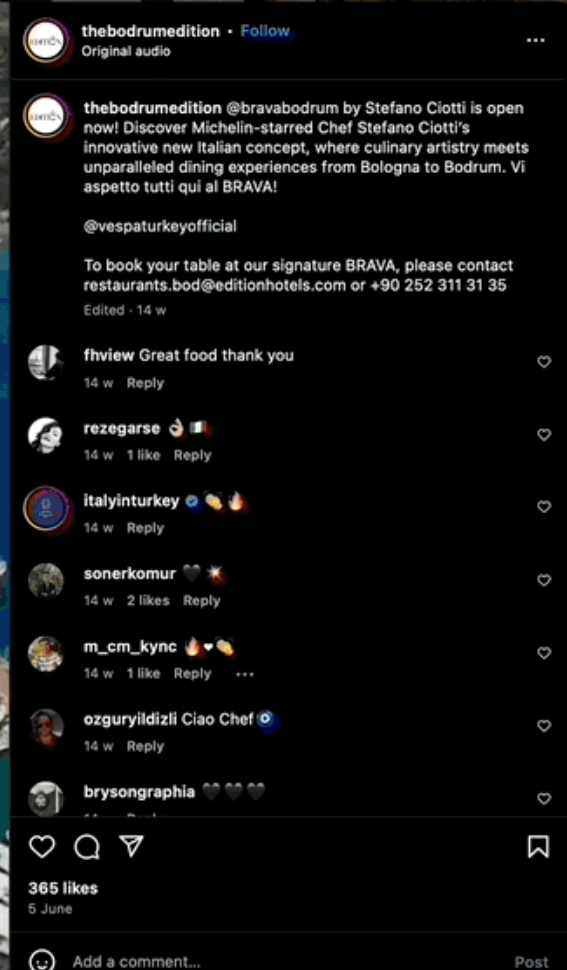 thebodrumedition • Follow
Original audio
thebodrumedition @bravabodrum by Stefano Ciotti is open
now! Discover Michelin-starred Chef Stefano Ciotti's
innovative new Italian concept, where culinary artistry meets
unparalleled dining experiences from Bologna to Bodrum. Vi
aspetto tutti qui al BRAVA!
@vespaturkeyofficial
To book your table at our signature BRAVA, please contact
restaurants.bod@editionhotels.com or +90 252 311 31 35
Edited · 14 w
fhview Great food thank you
14 w Reply
rezegarse 👌🏻🇮🇹
14 w 1 like Reply
italyinturkey 👏🔥
14 w Reply
sonerkomur 🖤💥
14 w 2 likes Reply
m_cm_kync 🔥❤👏
14 w 1 like Reply
ozguryildizli Ciao Chef🧿
14 w Reply
brysongraphia 🖤🖤🖤
365 likes
5 June
Add a comment...
Post